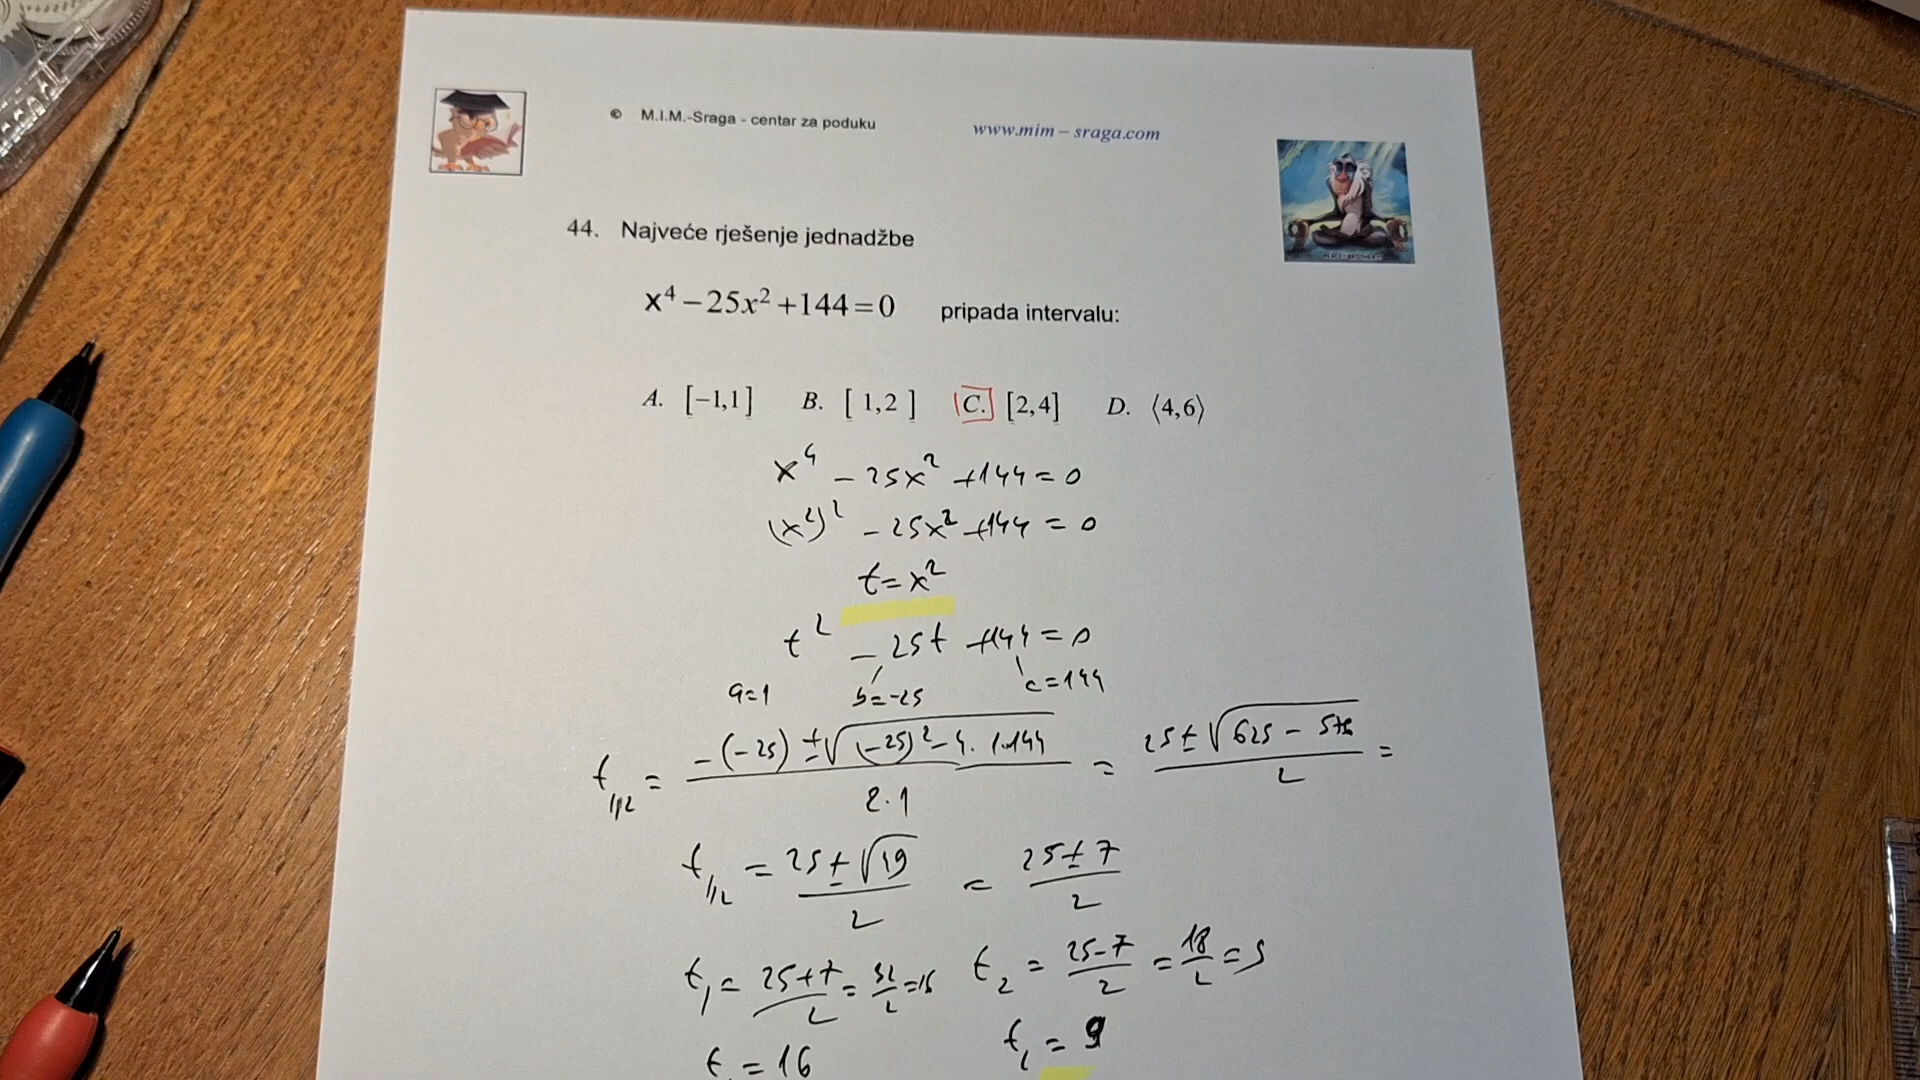 © M.I.M.-Sraga - centar za poduku
www.mim – sraga.com
PEACE BROTHER
44. Najveće rješenje jednadžbe
x⁴ – 25x² + 144 = 0 pripada intervalu:
A. [–1,1] B. [ 1,2 ] C. [2,4] D. ⟨4,6⟩
x⁴ – 25x² + 144 = 0
(x²)² – 25x² + 144 = 0
t = x²
t² – 25t + 144 = 0
a=1 b=-25 c=144
t₁,₂ = (-(-25) ± √((-25)² - 4·1·144)) / (2·1) = (25 ± √(625 - 576)) / 2 =
t₁,₂ = (25 ± √49) / 2 = (25 ± 7) / 2
t₁ = (25+7)/2 = 32/2 = 16 t₂ = (25-7)/2 = 18/2 = 9
t₁ = 16 t₂ = 9